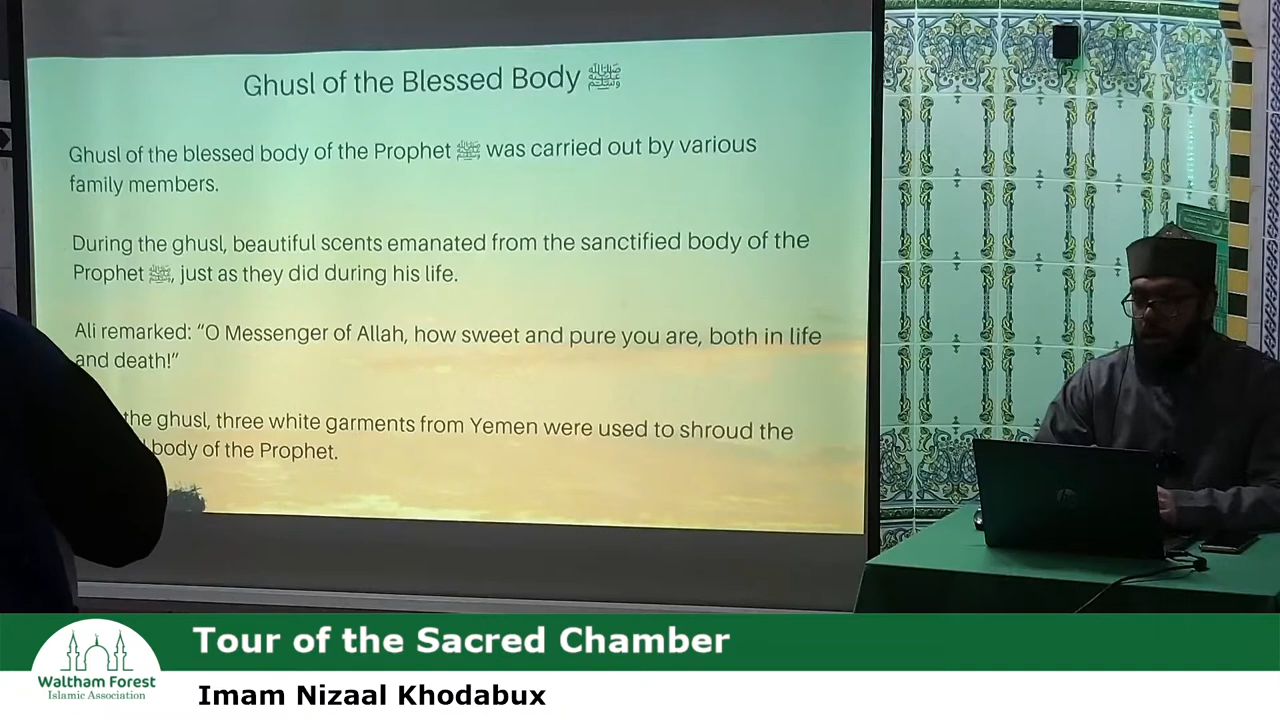 Ghusl of the Blessed Body ﷺ
Ghusl of the blessed body of the Prophet ﷺ was carried out by various
family members.
During the ghusl, beautiful scents emanated from the sanctified body of the
Prophet ﷺ, just as they did during his life.
Ali remarked: “O Messenger of Allah, how sweet and pure you are, both in life
and death!”
the ghusl, three white garments from Yemen were used to shroud the
body of the Prophet.
Tour of the Sacred Chamber
Waltham Forest
Islamic Association
Imam Nizaal Khodabux